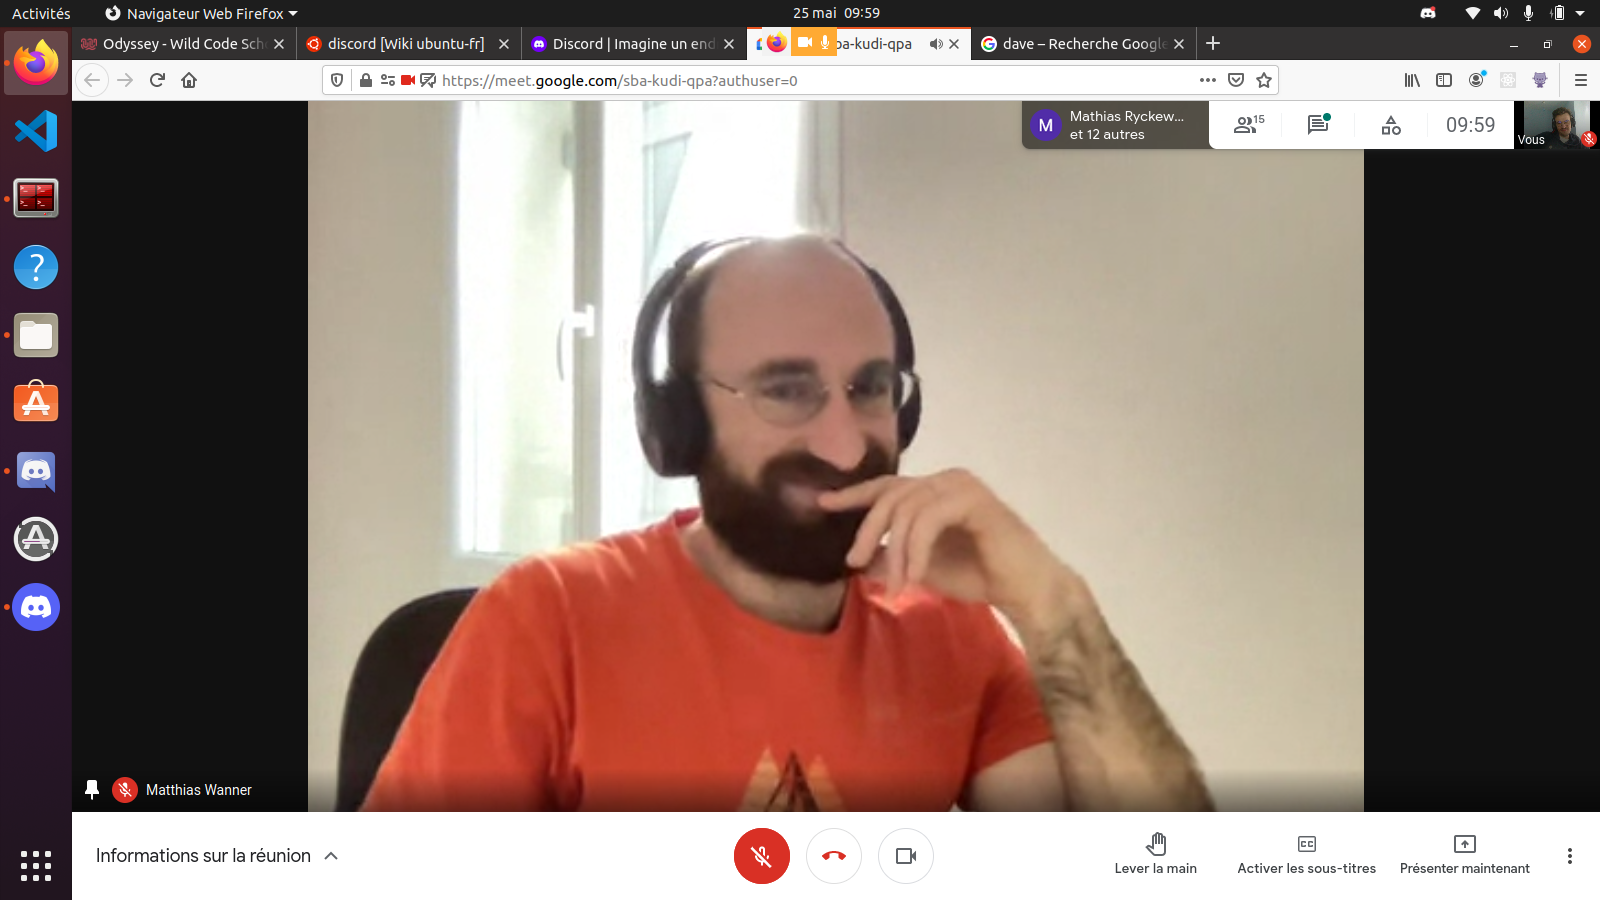 Activités
Navigateur Web Firefox
25 mai 09:59
Odyssey - Wild Code Sch
discord [Wiki ubuntu-fr]
Discord | Imagine un end
ba-kudi-qpa
dave – Recherche Google
https://meet.google.com/sba-kudi-qpa?authuser=0
M
Mathias Ryckew...
et 12 autres
15
09:59
Vous
Matthias Wanner
Informations sur la réunion
Lever la main
CC
Activer les sous-titres
Présenter maintenant